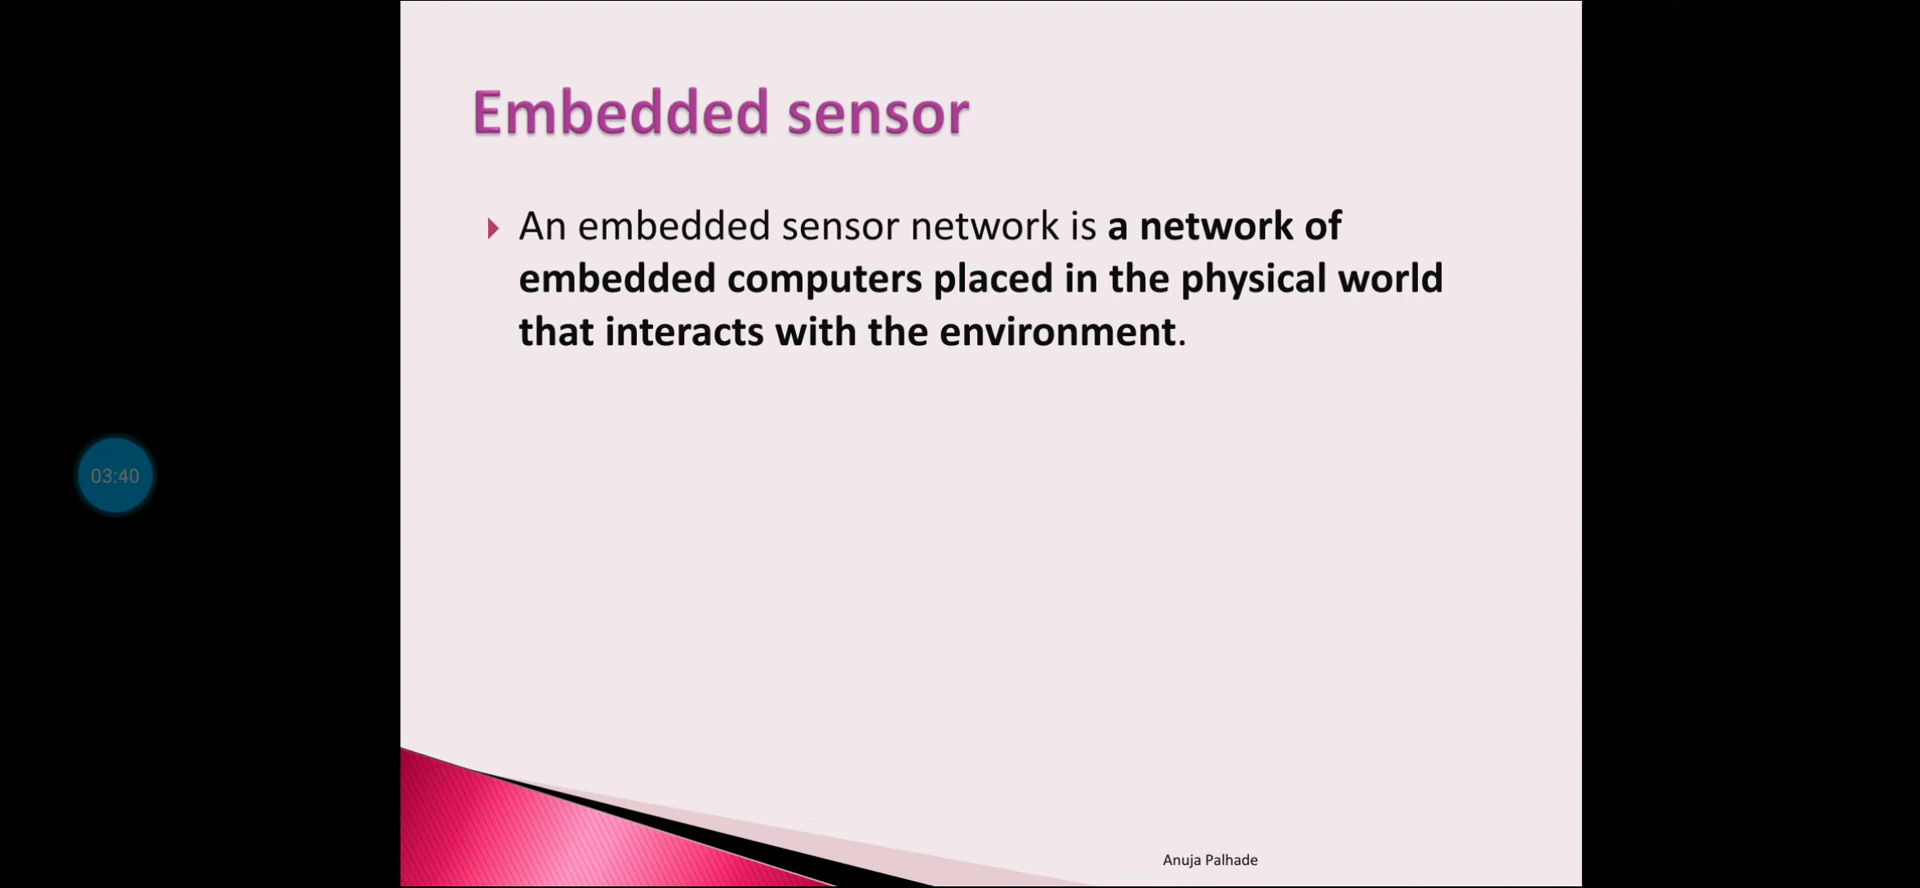 Embedded sensor
An embedded sensor network is a network of
embedded computers placed in the physical world
that interacts with the environment.
03:40
Anuja Palhade